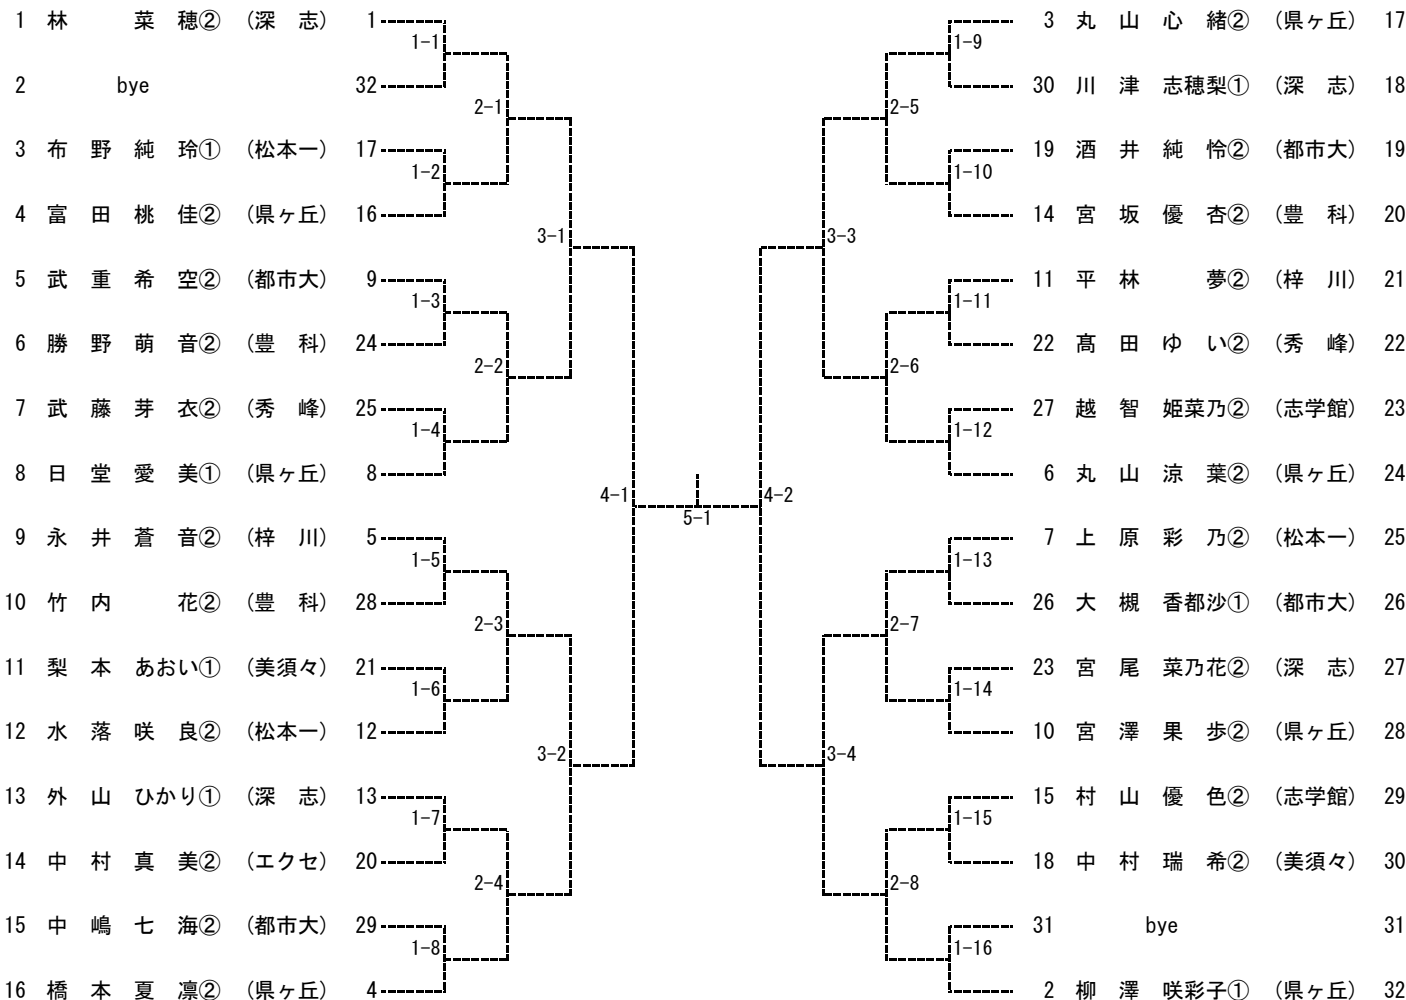 1 林 菜 穂② (深 志) 1
1-1
2 bye 32
2-1
3 布 野 純 玲① (松本一) 17
1-2
4 富 田 桃 佳② (県ヶ丘) 16
3-1
5 武 重 希 空② (都市大) 9
1-3
6 勝 野 萌 音② (豊 科) 24
2-2
7 武 藤 芽 衣② (秀 峰) 25
1-4
8 日 堂 愛 美① (県ヶ丘) 8
4-1
9 永 井 蒼 音② (梓 川) 5
1-5
10 竹 内 花② (豊 科) 28
2-3
11 梨 本 あおい① (美須々) 21
1-6
12 水 落 咲 良② (松本一) 12
3-2
13 外 山 ひかり① (深 志) 13
1-7
14 中 村 真 美② (エクセ) 20
2-4
15 中 嶋 七 海② (都市大) 29
1-8
16 橋 本 夏 凛② (県ヶ丘) 4
5-1
3 丸 山 心 緒② (県ヶ丘) 17
1-9
30 川 津 志穂梨① (深 志) 18
2-5
19 酒 井 純 怜② (都市大) 19
1-10
14 宮 坂 優 杏② (豊 科) 20
3-3
11 平 林 夢② (梓 川) 21
1-11
22 髙 田 ゆ い② (秀 峰) 22
2-6
27 越 智 姫菜乃② (志学館) 23
1-12
6 丸 山 涼 葉② (県ヶ丘) 24
4-2
7 上 原 彩 乃② (松本一) 25
1-13
26 大 槻 香都沙① (都市大) 26
2-7
23 宮 尾 菜乃花② (深 志) 27
1-14
10 宮 澤 果 歩② (県ヶ丘) 28
3-4
15 村 山 優 色② (志学館) 29
1-15
18 中 村 瑞 希② (美須々) 30
2-8
31 bye 31
1-16
2 柳 澤 咲彩子① (県ヶ丘) 32